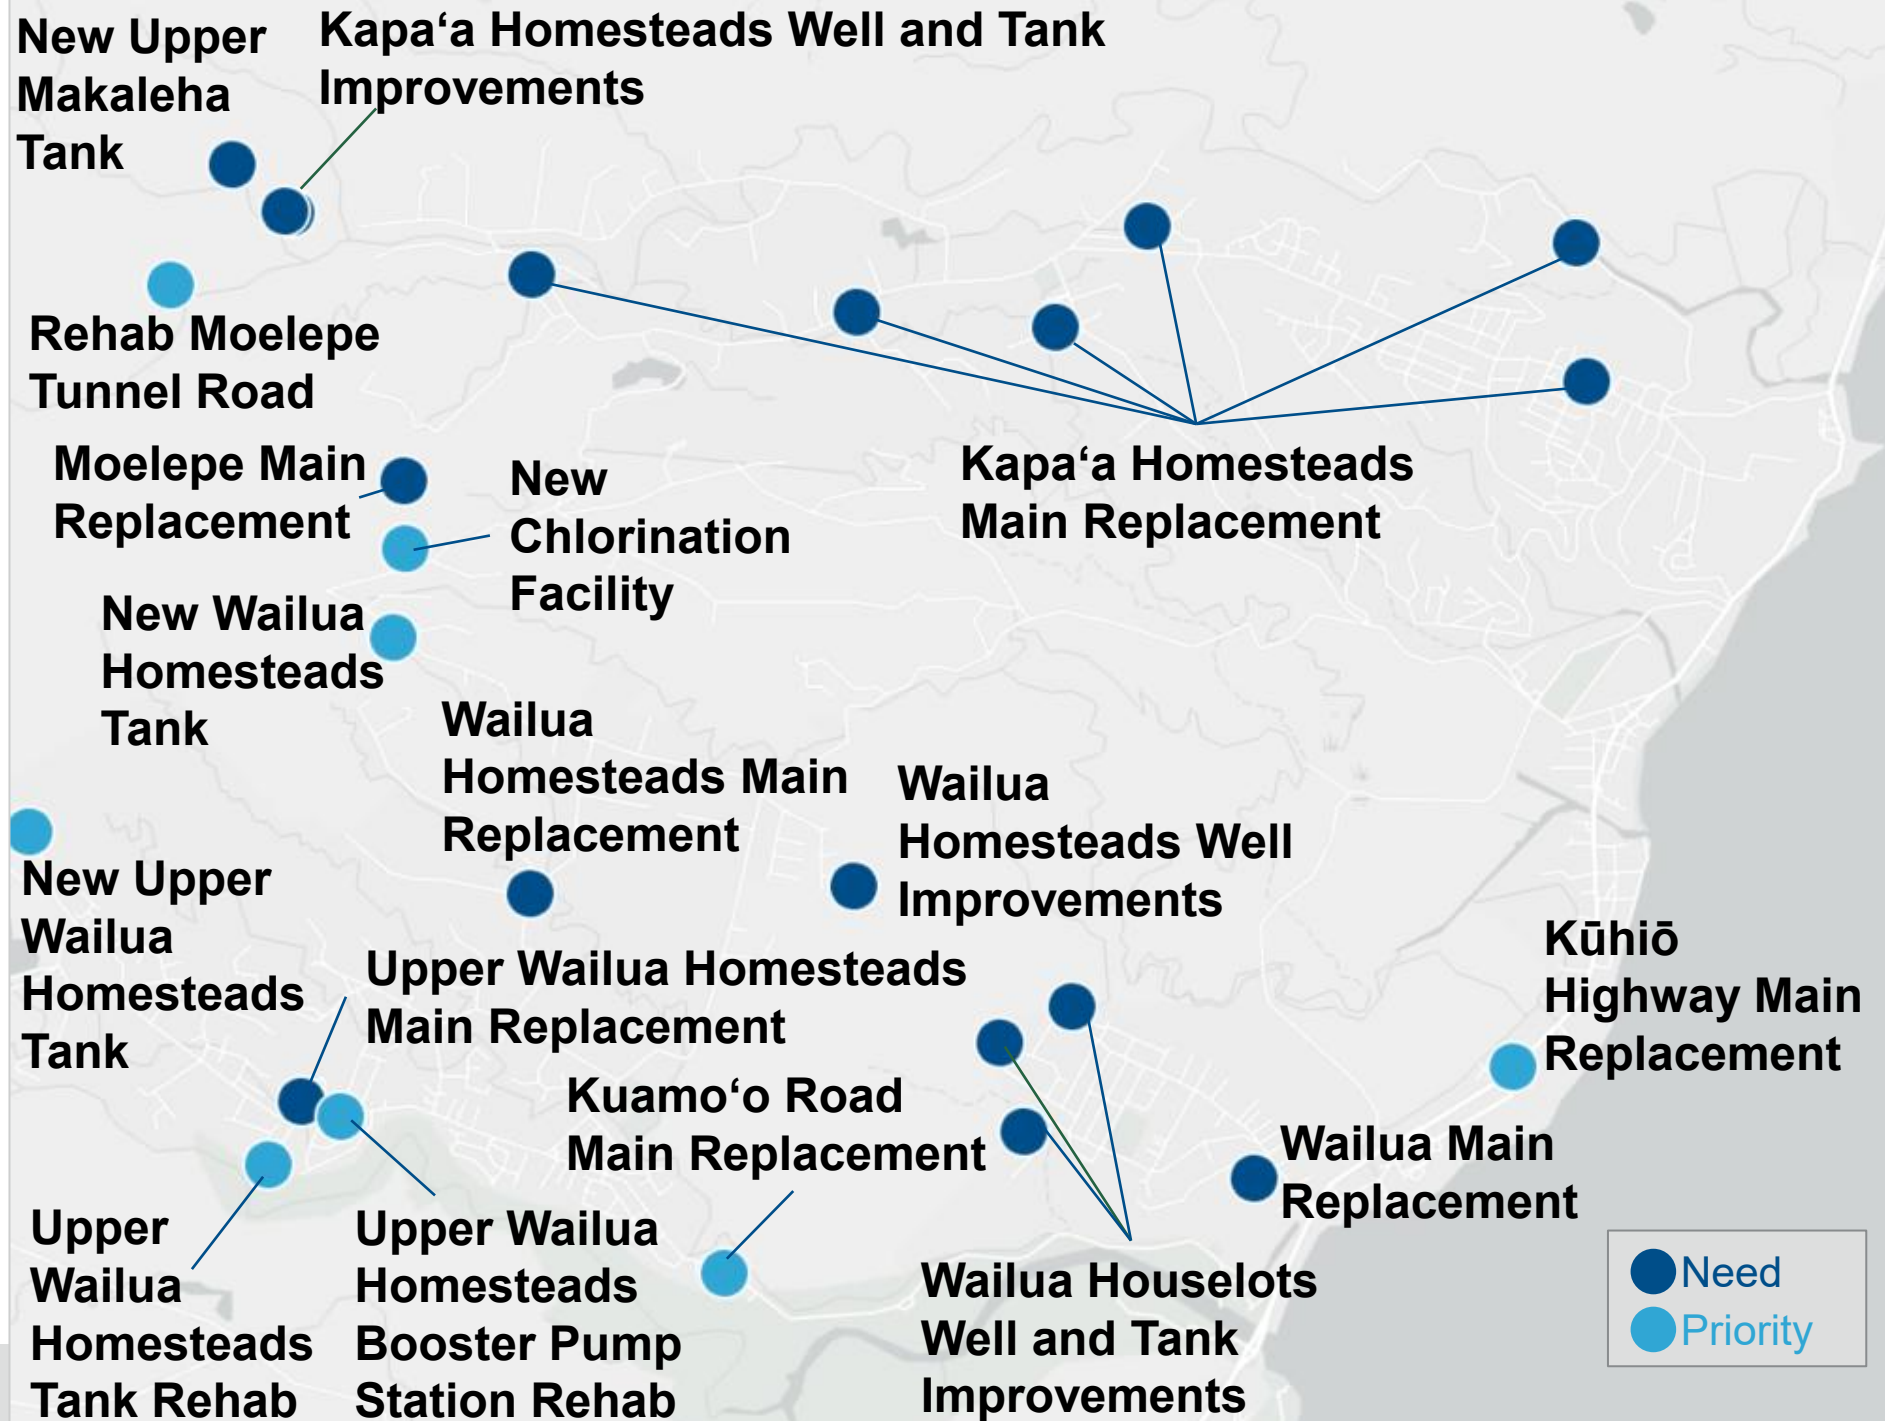 New Upper
Makaleha
Tank
Kapaʻa Homesteads Well and Tank
Improvements
Rehab Moelepe
Tunnel Road
Moelepe Main
Replacement
New
Chlorination
Facility
Kapaʻa Homesteads
Main Replacement
New Wailua
Homesteads
Tank
Wailua
Homesteads Main
Replacement
Wailua
Homesteads Well
Improvements
New Upper
Wailua
Homesteads
Tank
Upper Wailua Homesteads
Main Replacement
Kūhiō
Highway Main
Replacement
Kuamoʻo Road
Main Replacement
Wailua Main
Replacement
Upper
Wailua
Homesteads
Tank Rehab
Upper Wailua
Homesteads
Booster Pump
Station Rehab
Wailua Houselots
Well and Tank
Improvements
Need
Priority